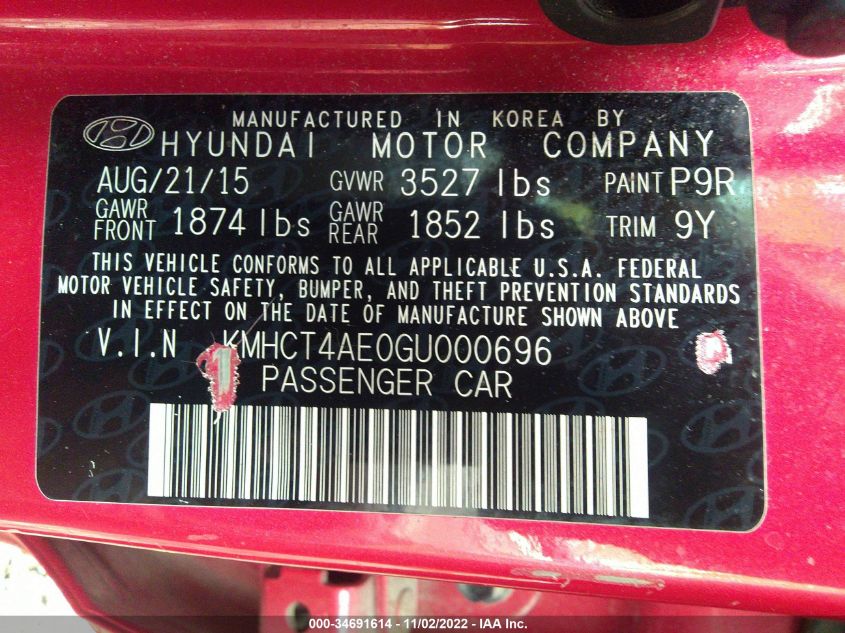 MANUFACTURED IN KOREA BY
HYUNDAI MOTOR COMPANY
AUG/21/15 GVWR 3527 lbs PAINT P9R
GAWR FRONT 1874 lbs GAWR REAR 1852 lbs TRIM 9Y
THIS VEHICLE CONFORMS TO ALL APPLICABLE U.S.A. FEDERAL
MOTOR VEHICLE SAFETY, BUMPER, AND THEFT PREVENTION STANDARDS
IN EFFECT ON THE DATE OF MANUFACTURE SHOWN ABOVE
V.I.N KMHCT4AE0GU000696
1 PASSENGER CAR
000-34691614 - 11/02/2022 - IAA Inc.